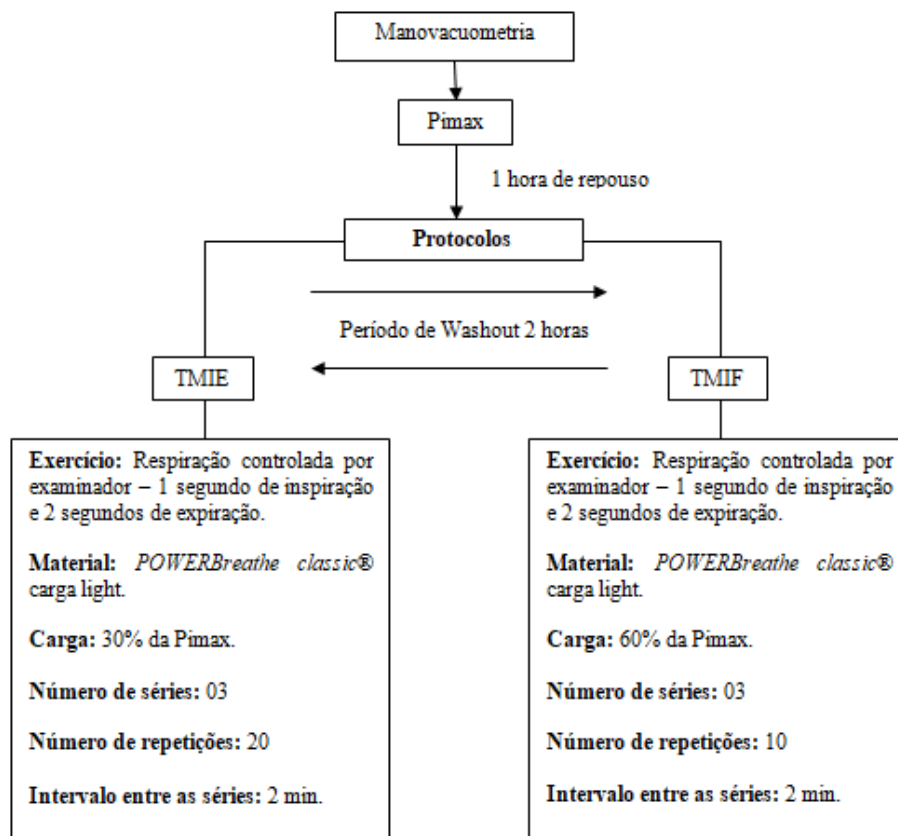 Manovacuometria
Pimax
1 hora de repouso
Protocolos
Período de Washout 2 horas
TMIE
TMIF
Exercício: Respiração controlada por
examinador – 1 segundo de inspiração
e 2 segundos de expiração.
Material: POWERBreathe classic®
carga light.
Carga: 30% da Pimax.
Número de séries: 03
Número de repetições: 20
Intervalo entre as séries: 2 min.
Exercício: Respiração controlada por
examinador – 1 segundo de inspiração
e 2 segundos de expiração.
Material: POWERBreathe classic®
carga light.
Carga: 60% da Pimax.
Número de séries: 03
Número de repetições: 10
Intervalo entre as séries: 2 min.